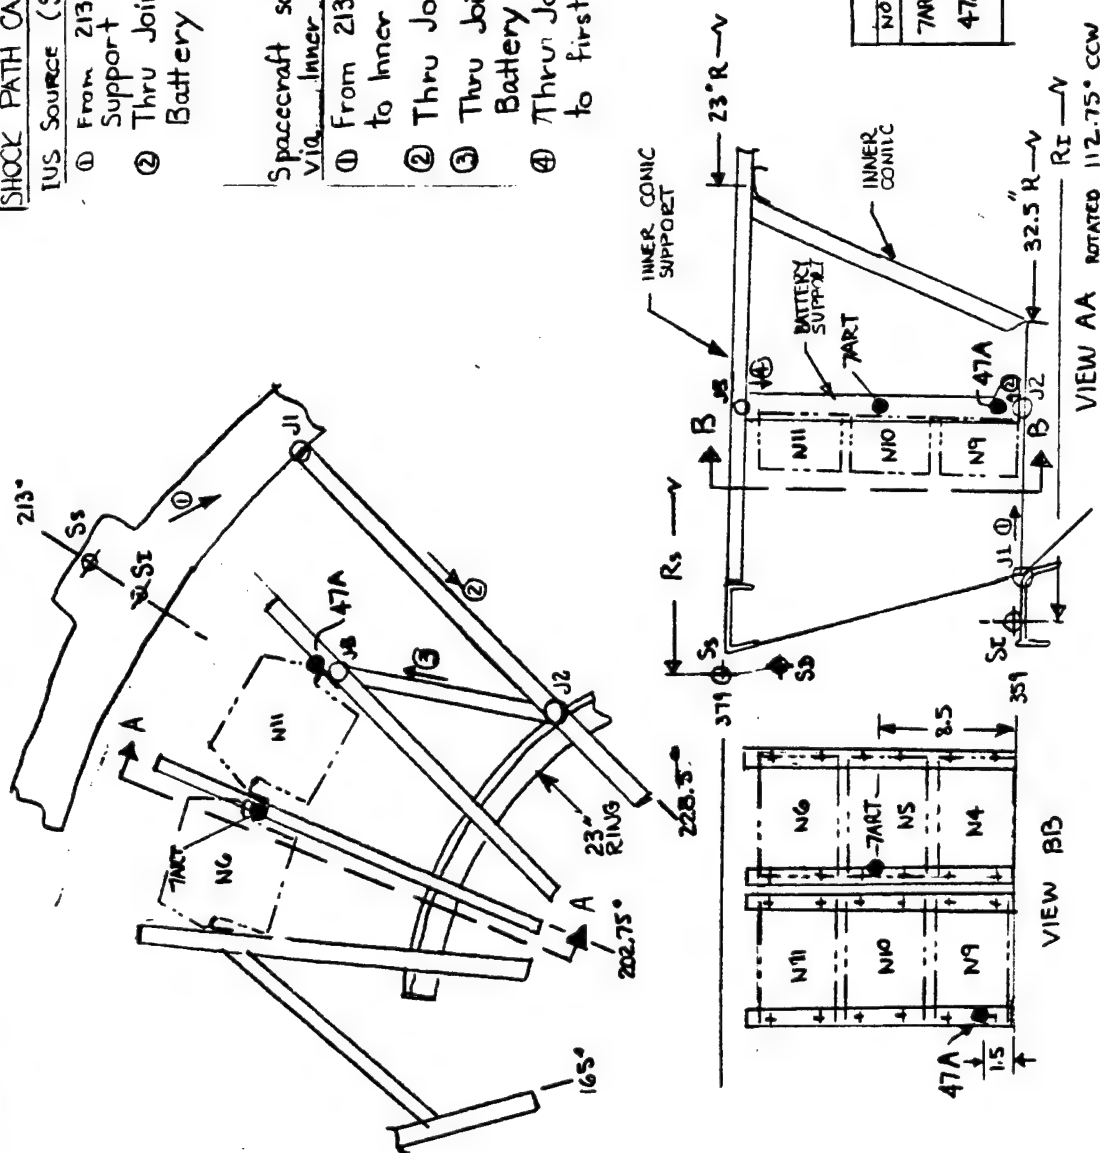 SHOCK PATH CA
IUS SOURCE (S
① From 213
Support
② Thru Join
Battery
Spacecraft so
via Inner
① From 213
to Inner
② Thru Jo
③ Thru Joi
Battery
④ Thru Jo
to first
NO
7AR
47
213°
Ss
SI
①
J1
②
47A
J3
③
J2
N11
A
7ART
N6
A
23"
RING
228.5°
202.75°
165°
23"R
INNER CONIC
SUPPORT
Rs
Ss
379
SD
J3
④
B
BATTERY
SUPPORT
7ART
INNER
CONIC
N11
N10
N9
47A
②
J2
B
J1
①
SI
359
32.5"R
RI
VIEW AA ROTATED 112.75° CCW
8.5
N6
7ART
N5
N4
N11
N10
N9
47A
1.5
VIEW BB